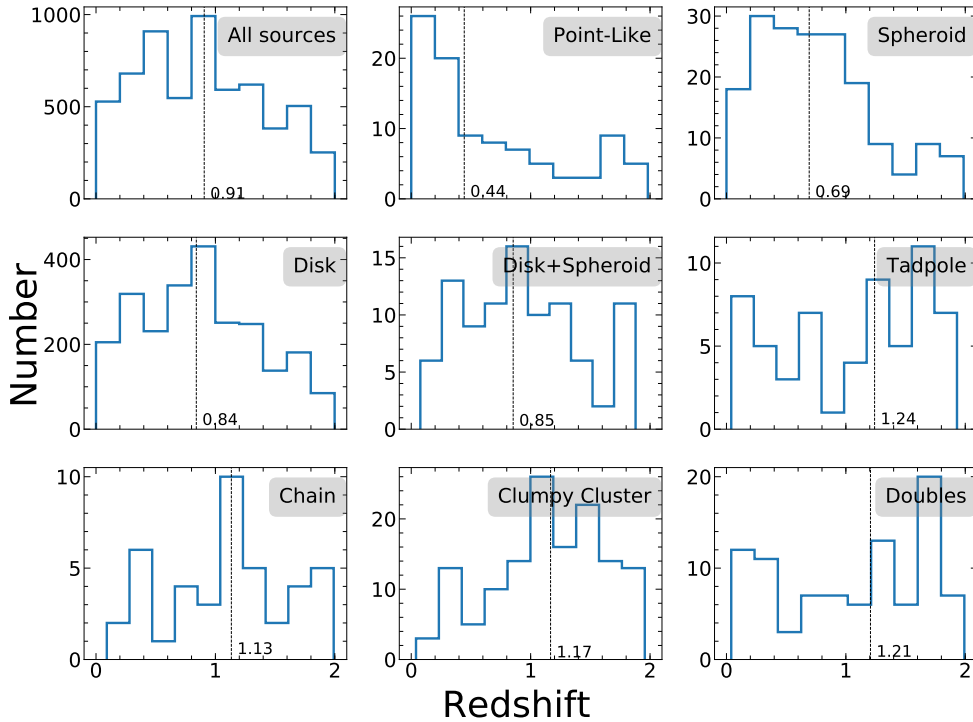 1000
500
0
All sources
0.91
20
10
0
Point-Like
0.44
30
20
10
0
Spheroid
0.69
Number
400
200
0
Disk
0.84
15
10
5
0
Disk+Spheroid
0.85
10
5
0
Tadpole
1.24
10
5
0
Chain
1.13
0 1 2
20
10
0
Clumpy Cluster
1.17
0 1 2
20
10
0
Doubles
1.21
0 1 2
Redshift